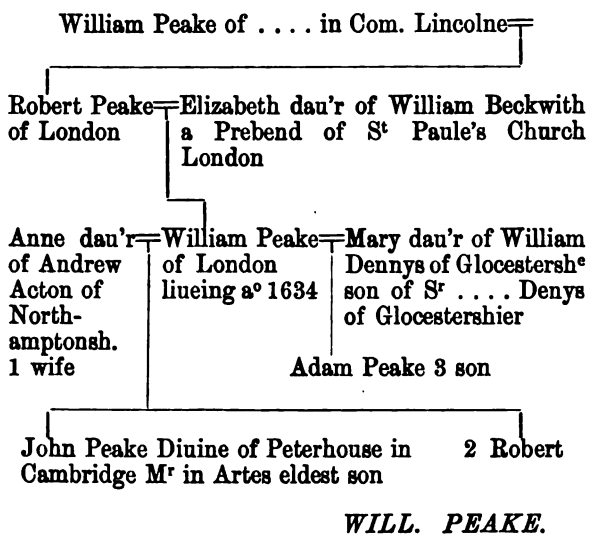 William Peake of . . . . in Com. Lincolne
Robert Peake
of London
Elizabeth dau'r of William Beckwith
a Prebend of Sᵗ Paule's Church
London
Anne dau'r
of Andrew
Acton of
North-
amptonsh.
1 wife
William Peake
of London
liueing aᵒ 1634
Mary dau'r of William
Dennys of Glocestershᵉ
son of Sʳ . . . . Denys
of Glocestershier
Adam Peake 3 son
John Peake Diuine of Peterhouse in
Cambridge Mʳ in Artes eldest son
2 Robert
WILL. PEAKE.